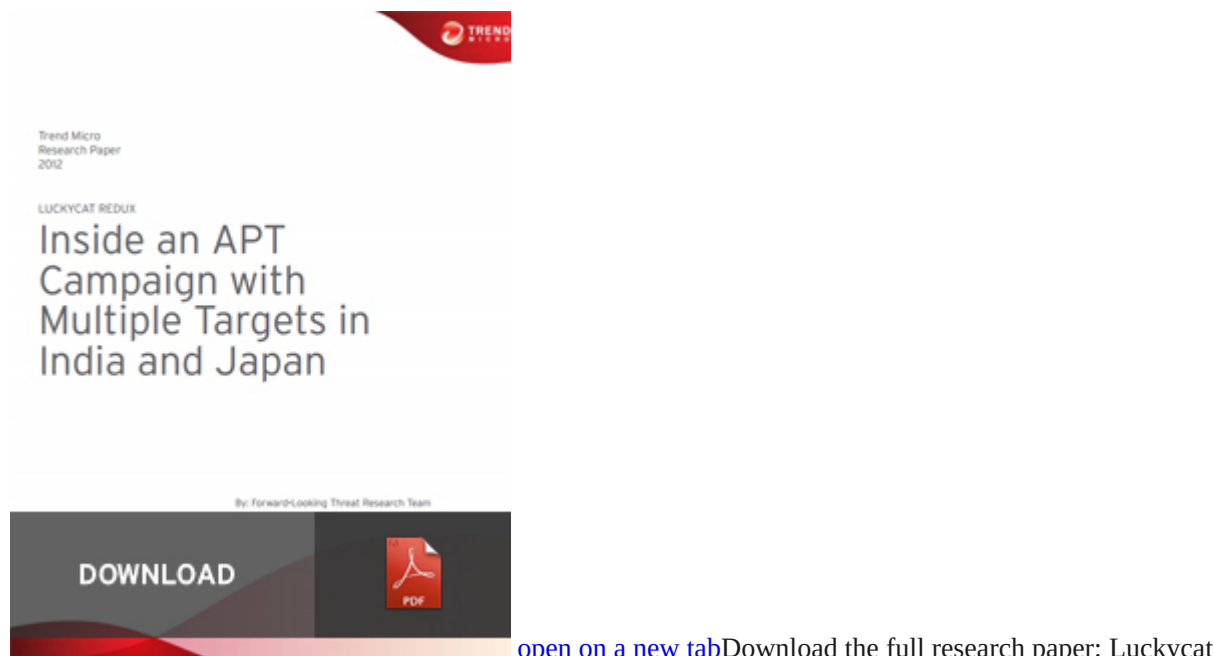 TREND
MICRO
Trend Micro
Research Paper
2012
LUCKYCAT REDUX
Inside an APT
Campaign with
Multiple Targets in
India and Japan
By: Forward-Looking Threat Research Team
DOWNLOAD
PDF
open on a new tabDownload the full research paper: Luckycat